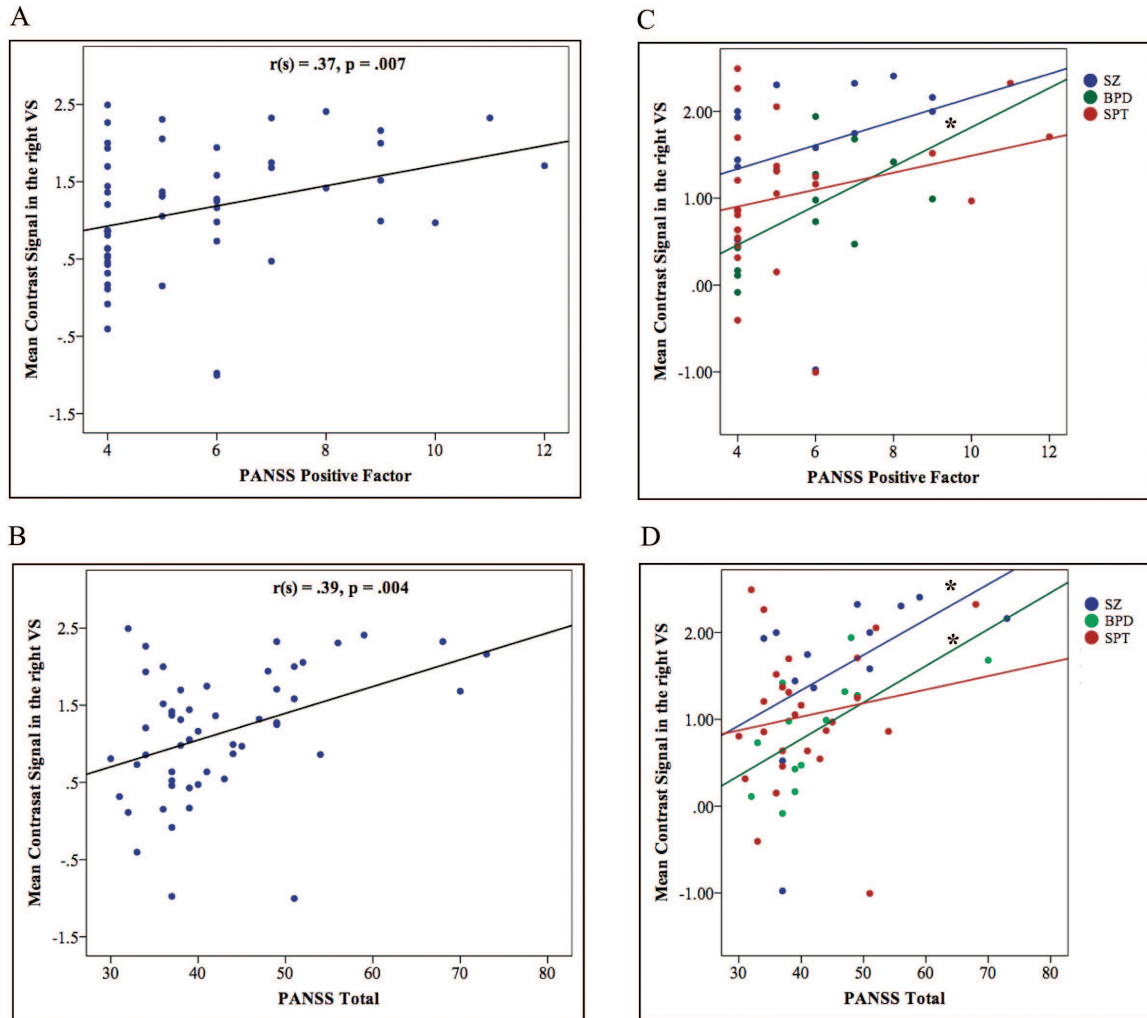 A
r(s) = .37, p = .007
Mean Contrast Signal in the right VS
2.5
1.5
.5
-.5
-1.5
4 6 8 10 12
PANSS Positive Factor
C
SZ
BPD
SPT
*
Mean Contrast Signal in the right VS
2.00
1.00
.00
-1.00
4 6 8 10 12
PANSS Positive Factor
B
r(s) = .39, p = .004
Mean Contrasat Signal in the right VS
2.5
1.5
.5
-.5
-1.5
30 40 50 60 70 80
PANSS Total
D
SZ
BPD
SPT
*
*
Mean Contrast Signal in the right VS
2.00
1.00
.00
-1.00
30 40 50 60 70 80
PANSS Total